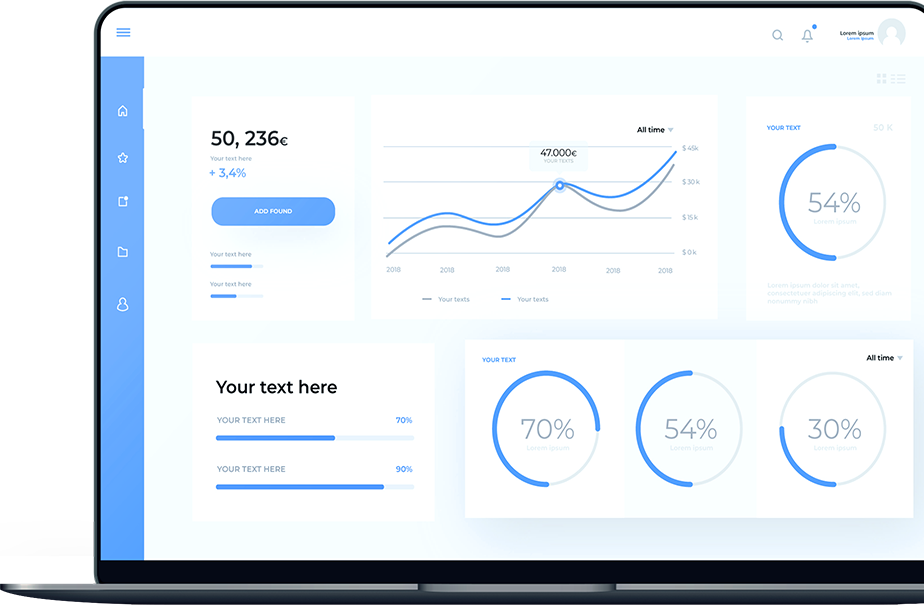 Lorem ipsum
Lorem ipsum
50, 236€
Your text here
+ 3,4%
ADD FOUND
Your text here
Your text here
All time
47.000€
YOUR TEXTS
$ 45k
$ 30k
$ 15k
$ 0k
2018 2018 2018 2018 2018 2018
Your texts Your texts
YOUR TEXT 50 K
54%
Lorem ipsum
Lorem ipsum dolor sit amet,
consectetuer adipiscing elit, sed diam
nonummy nibh
Your text here
YOUR TEXT HERE 70%
YOUR TEXT HERE 90%
YOUR TEXT All time
70% 54% 30%
Lorem ipsum Lorem ipsum Lorem ipsum